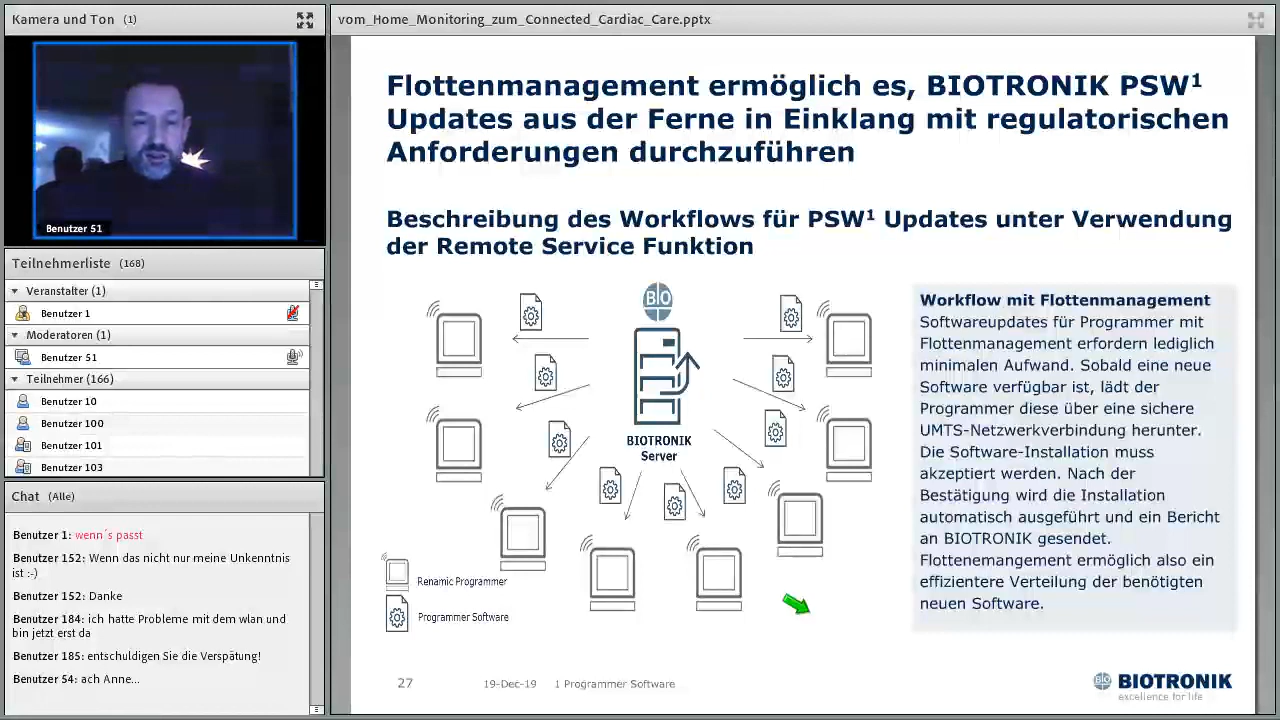 Kamera und Ton (1)
Benutzer 51
Teilnehmerliste (168)
Veranstalter (1)
Benutzer 1
Moderatoren (1)
Benutzer 51
Teilnehmer (166)
Benutzer 10
Benutzer 100
Benutzer 101
Benutzer 103
Chat (Alle)
Benutzer 1: wenn´s passt
Benutzer 152: Wenn das nicht nur meine Unkenntnis
ist :-)
Benutzer 152: Danke
Benutzer 184: ich hatte Probleme mit dem wlan und
bin jetzt erst da
Benutzer 185: entschuldigen Sie die Verspätung!
Benutzer 54: ach Anne...
vom_Home_Monitoring_zum_Connected_Cardiac_Care.pptx
Flottenmanagement ermöglich es, BIOTRONIK PSW¹
Updates aus der Ferne in Einklang mit regulatorischen
Anforderungen durchzuführen
Beschreibung des Workflows für PSW¹ Updates unter Verwendung
der Remote Service Funktion
BIO
BIOTRONIK
Server
Renamic Programmer
Programmer Software
Workflow mit Flottenmanagement
Softwareupdates für Programmer mit
Flottenmanagement erfordern lediglich
minimalen Aufwand. Sobald eine neue
Software verfügbar ist, lädt der
Programmer diese über eine sichere
UMTS-Netzwerkverbindung herunter.
Die Software-Installation muss
akzeptiert werden. Nach der
Bestätigung wird die Installation
automatisch ausgeführt und ein Bericht
an BIOTRONIK gesendet.
Flottenemangement ermöglich also ein
effizientere Verteilung der benötigten
neuen Software.
27
19-Dec-19
1 Programmer Software
BIO BIOTRONIK
excellence for life